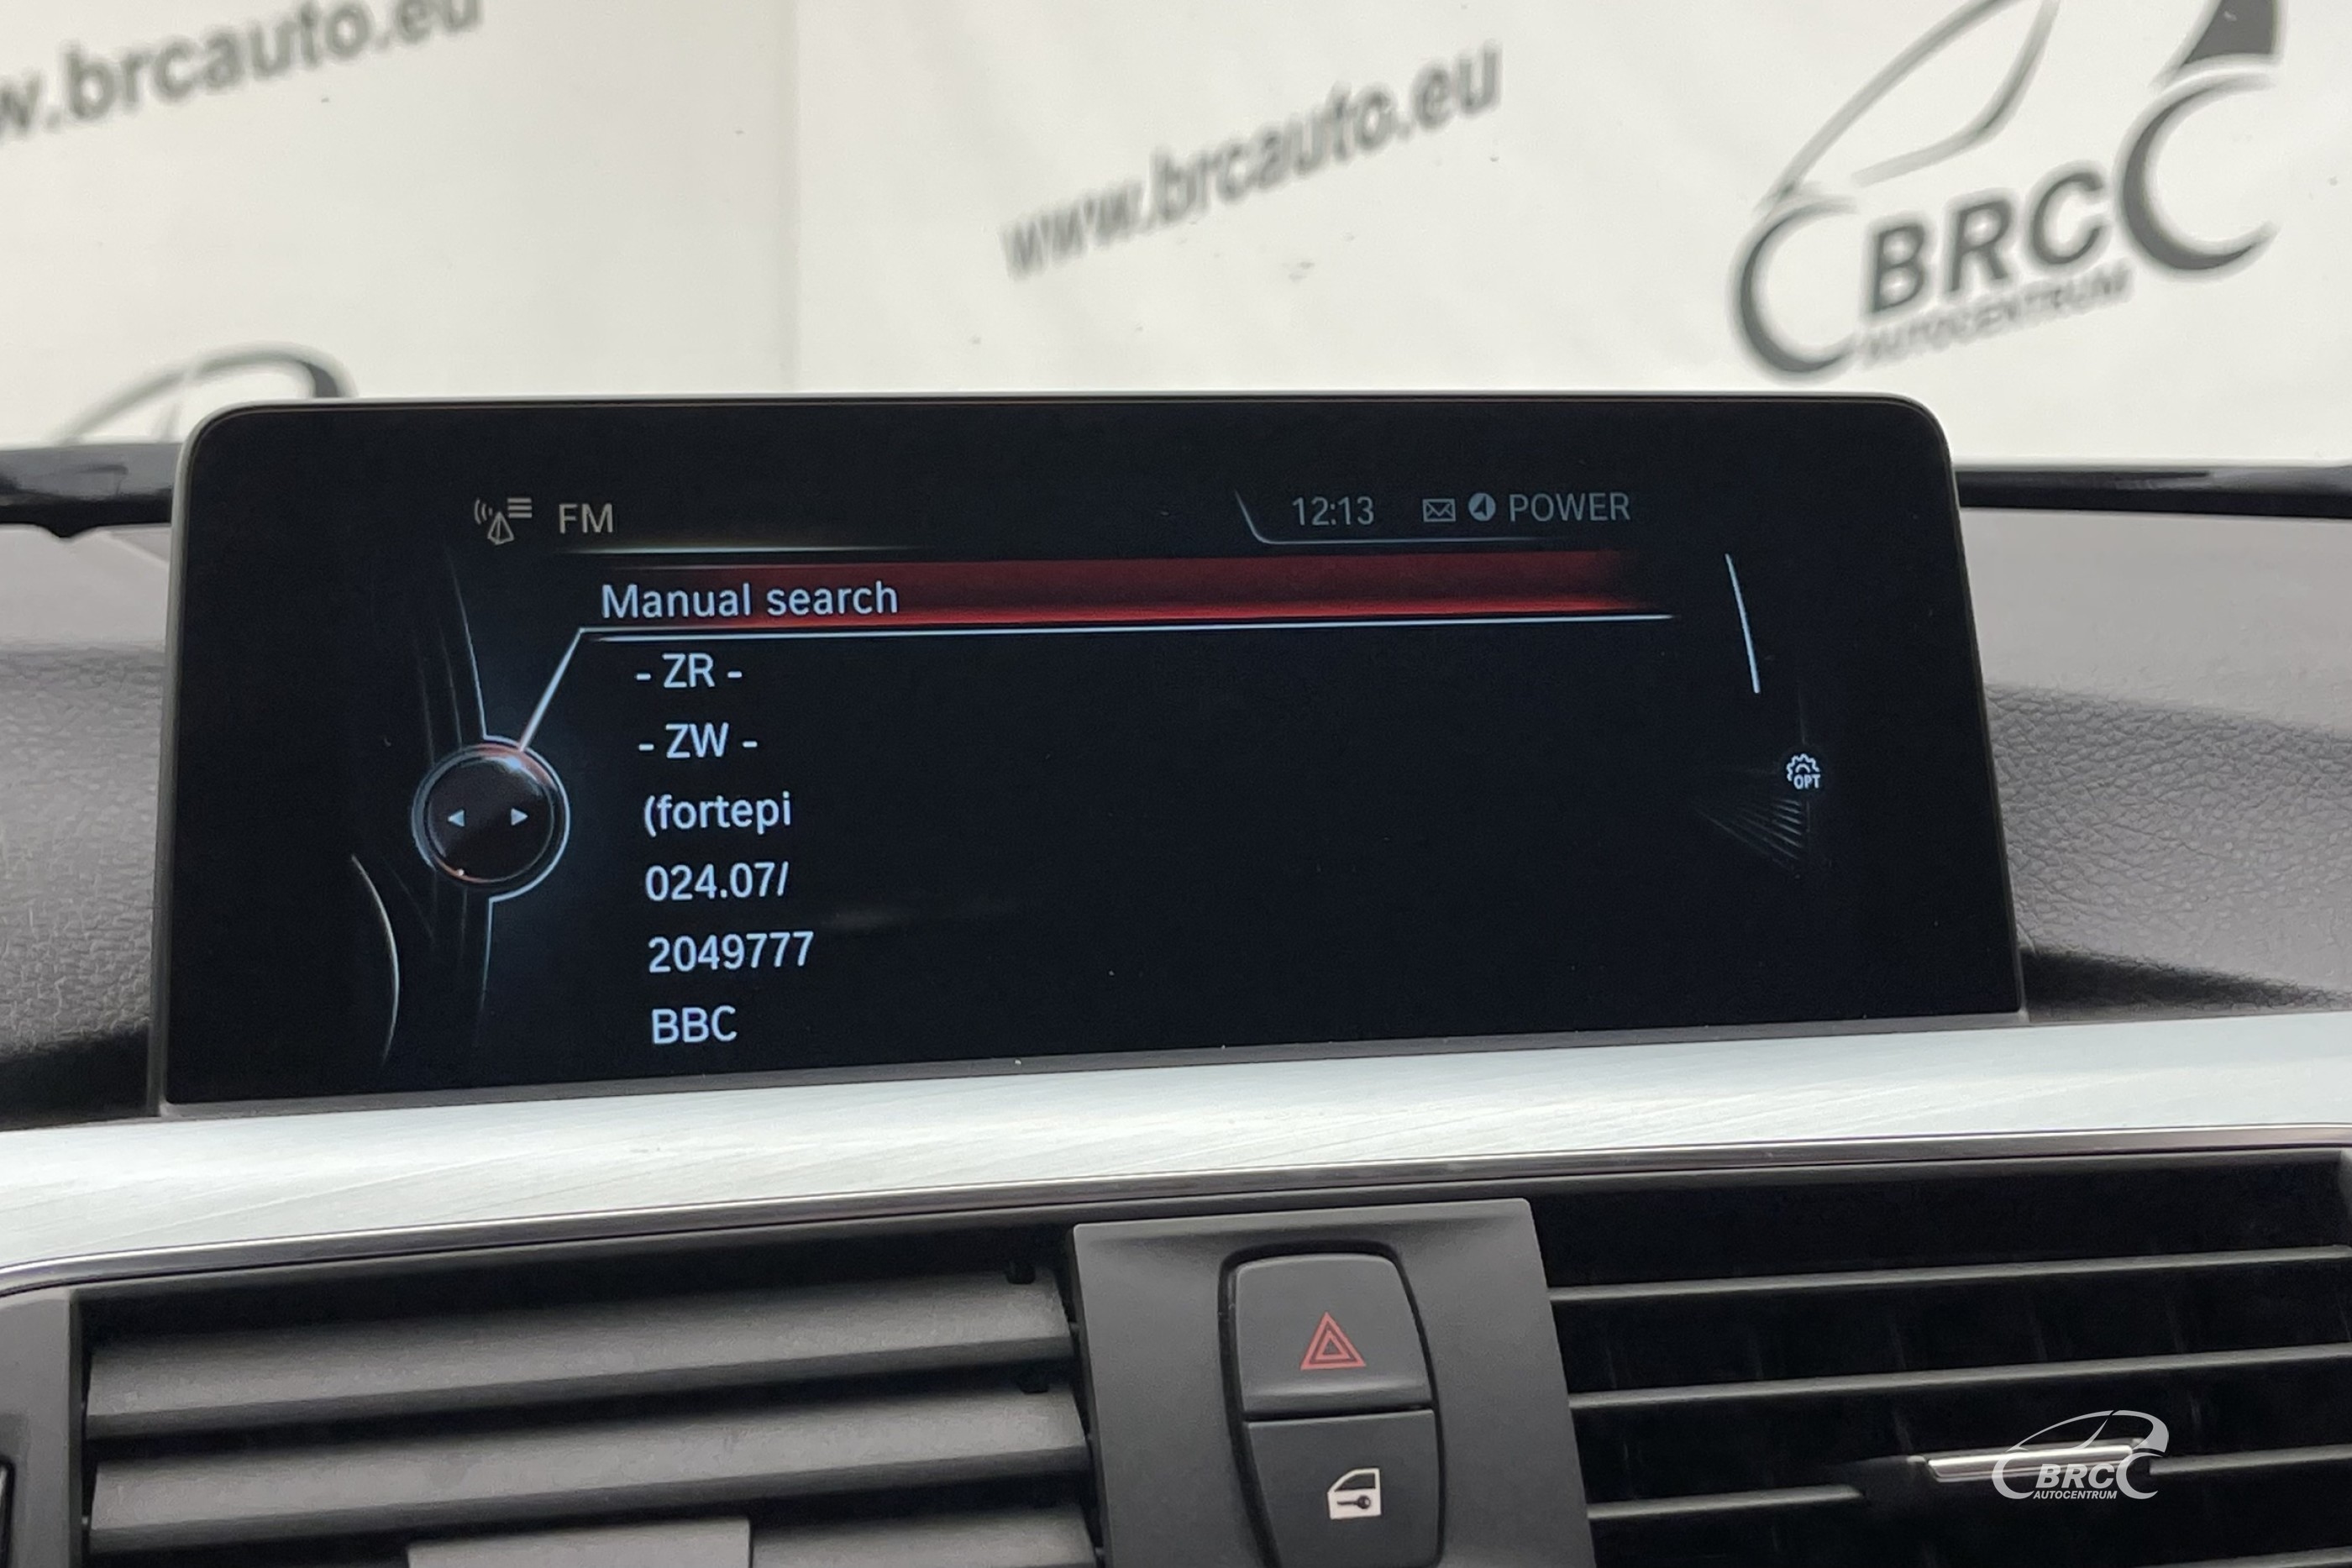 w.brcauto.eu
www.brcauto.eu
BRC
AUTOCENTRUM
FM
12:13 POWER
Manual search
- ZR -
- ZW -
(fortepi
024.07/
2049777
BBC
OPT
BRC
AUTOCENTRUM